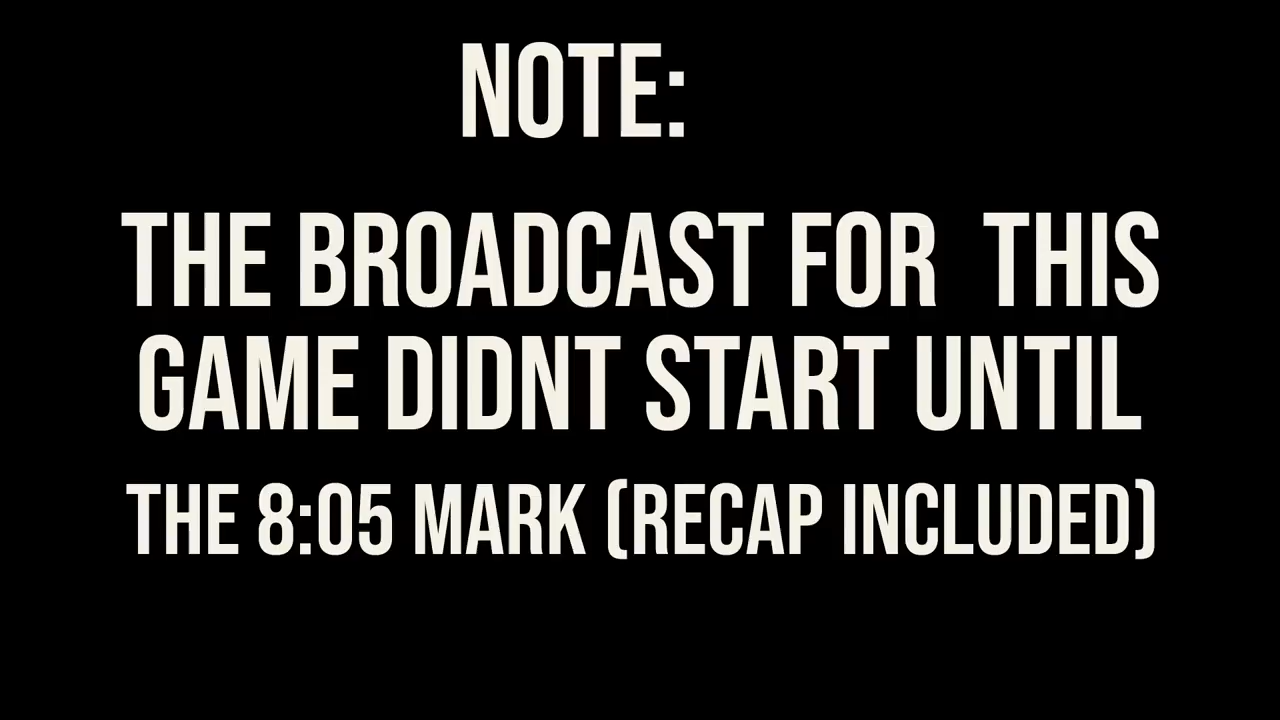 NOTE:
THE BROADCAST FOR THIS
GAME DIDNT START UNTIL
THE 8:05 MARK (RECAP INCLUDED)